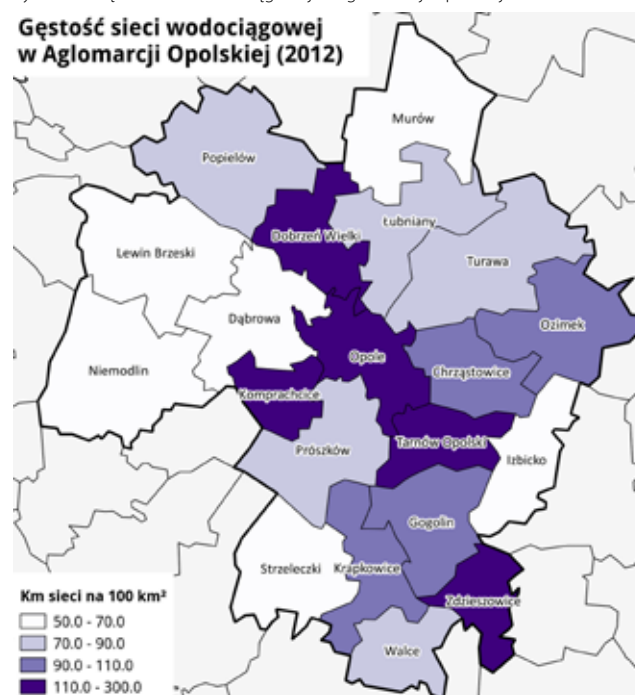 Gęstość sieci wodociągowej
w Aglomarcji Opolskiej (2012)
Murów
Popielów
Łubniany
Dobrzeń Wielki
Lewin Brzeski
Turawa
Dąbrowa
Ozimek
Opole
Niemodlin
Chrząstowice
Komprachcice
Tarnów Opolski
Prószków
Izbicko
Gogolin
Strzeleczki
Krapkowice
Zdzieszowice
Walce
Km sieci na 100 km²
50.0 - 70.0
70.0 - 90.0
90.0 - 110.0
110.0 - 300.0